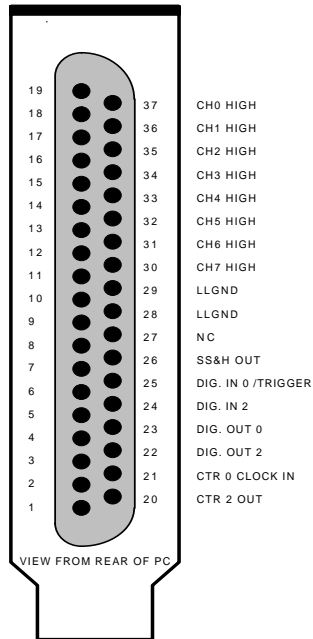 19
37 CH0 HIGH
18
36 CH1 HIGH
17
35 CH2 HIGH
16
34 CH3 HIGH
15
33 CH4 HIGH
14
32 CH5 HIGH
13
31 CH6 HIGH
12
30 CH7 HIGH
11
29 LLGND
10
28 LLGND
9
27 NC
8
26 SS&H OUT
7
25 DIG. IN 0 /TRIGGER
6
24 DIG. IN 2
5
23 DIG. OUT 0
4
22 DIG. OUT 2
3
21 CTR 0 CLOCK IN
2
20 CTR 2 OUT
1
VIEW FROM REAR OF PC